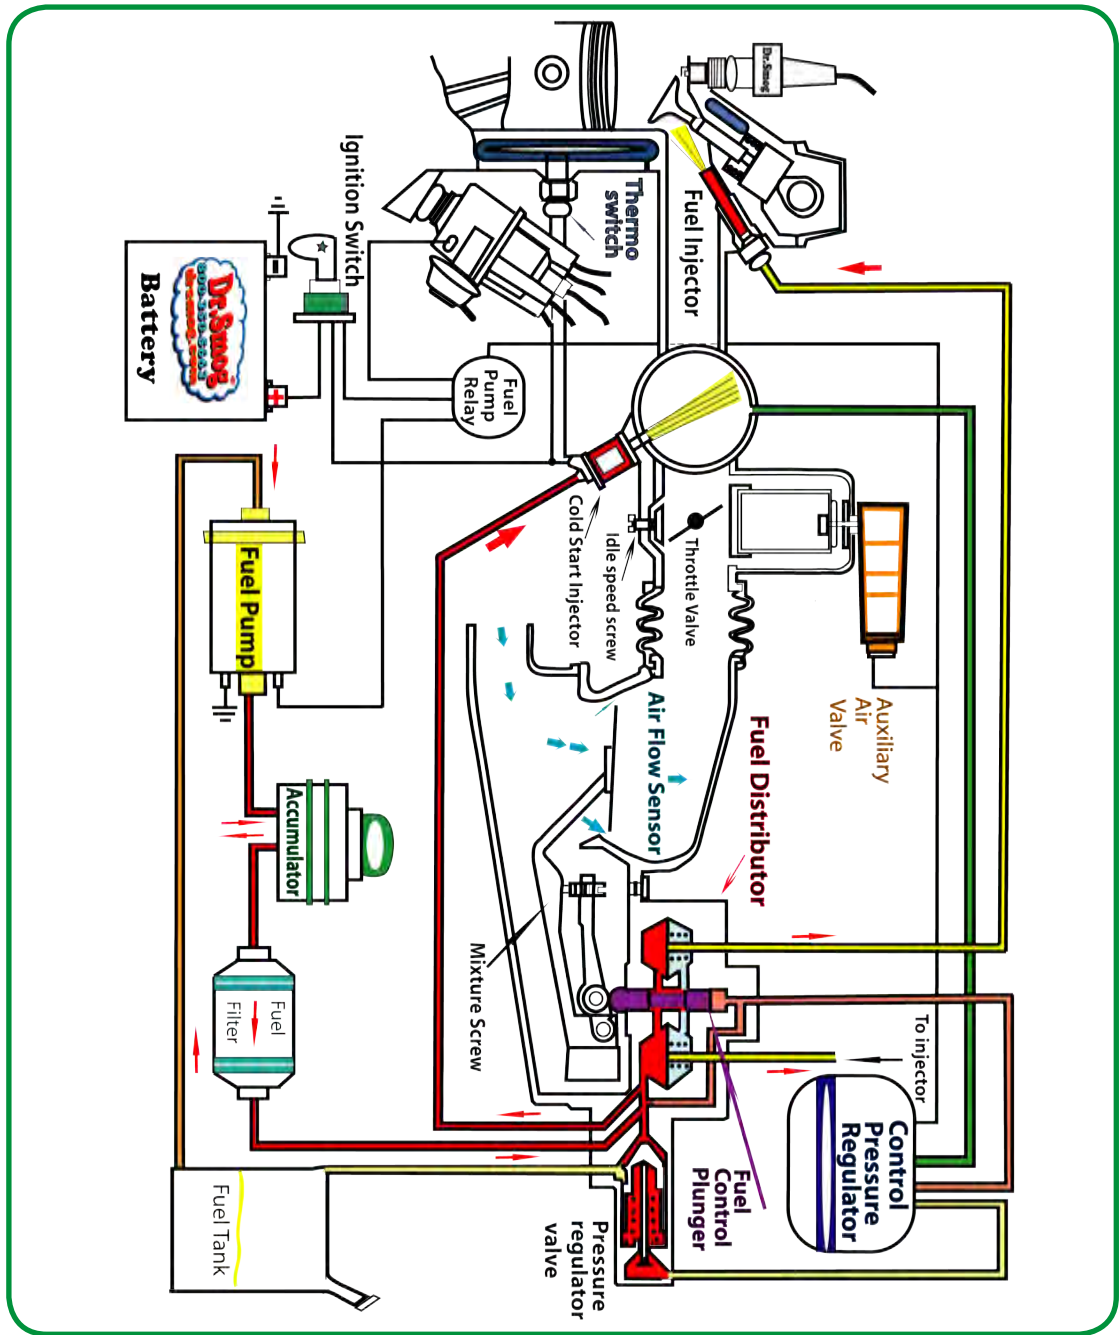 Dr.Smog
Thermo
switch
Fuel Injector
Ignition Switch
Dr.Smog
Battery
Fuel
Pump
Relay
Cold Start Injector
Idle speed screw
Throttle Valve
Auxiliary
Air
Valve
Fuel Pump
Air Flow Sensor
Fuel Distributor
Accumulator
Mixture Screw
Fuel
Filter
To injector
Control
Pressure
Regulator
Fuel
Control
Plunger
Pressure
regulator
valve
Fuel Tank